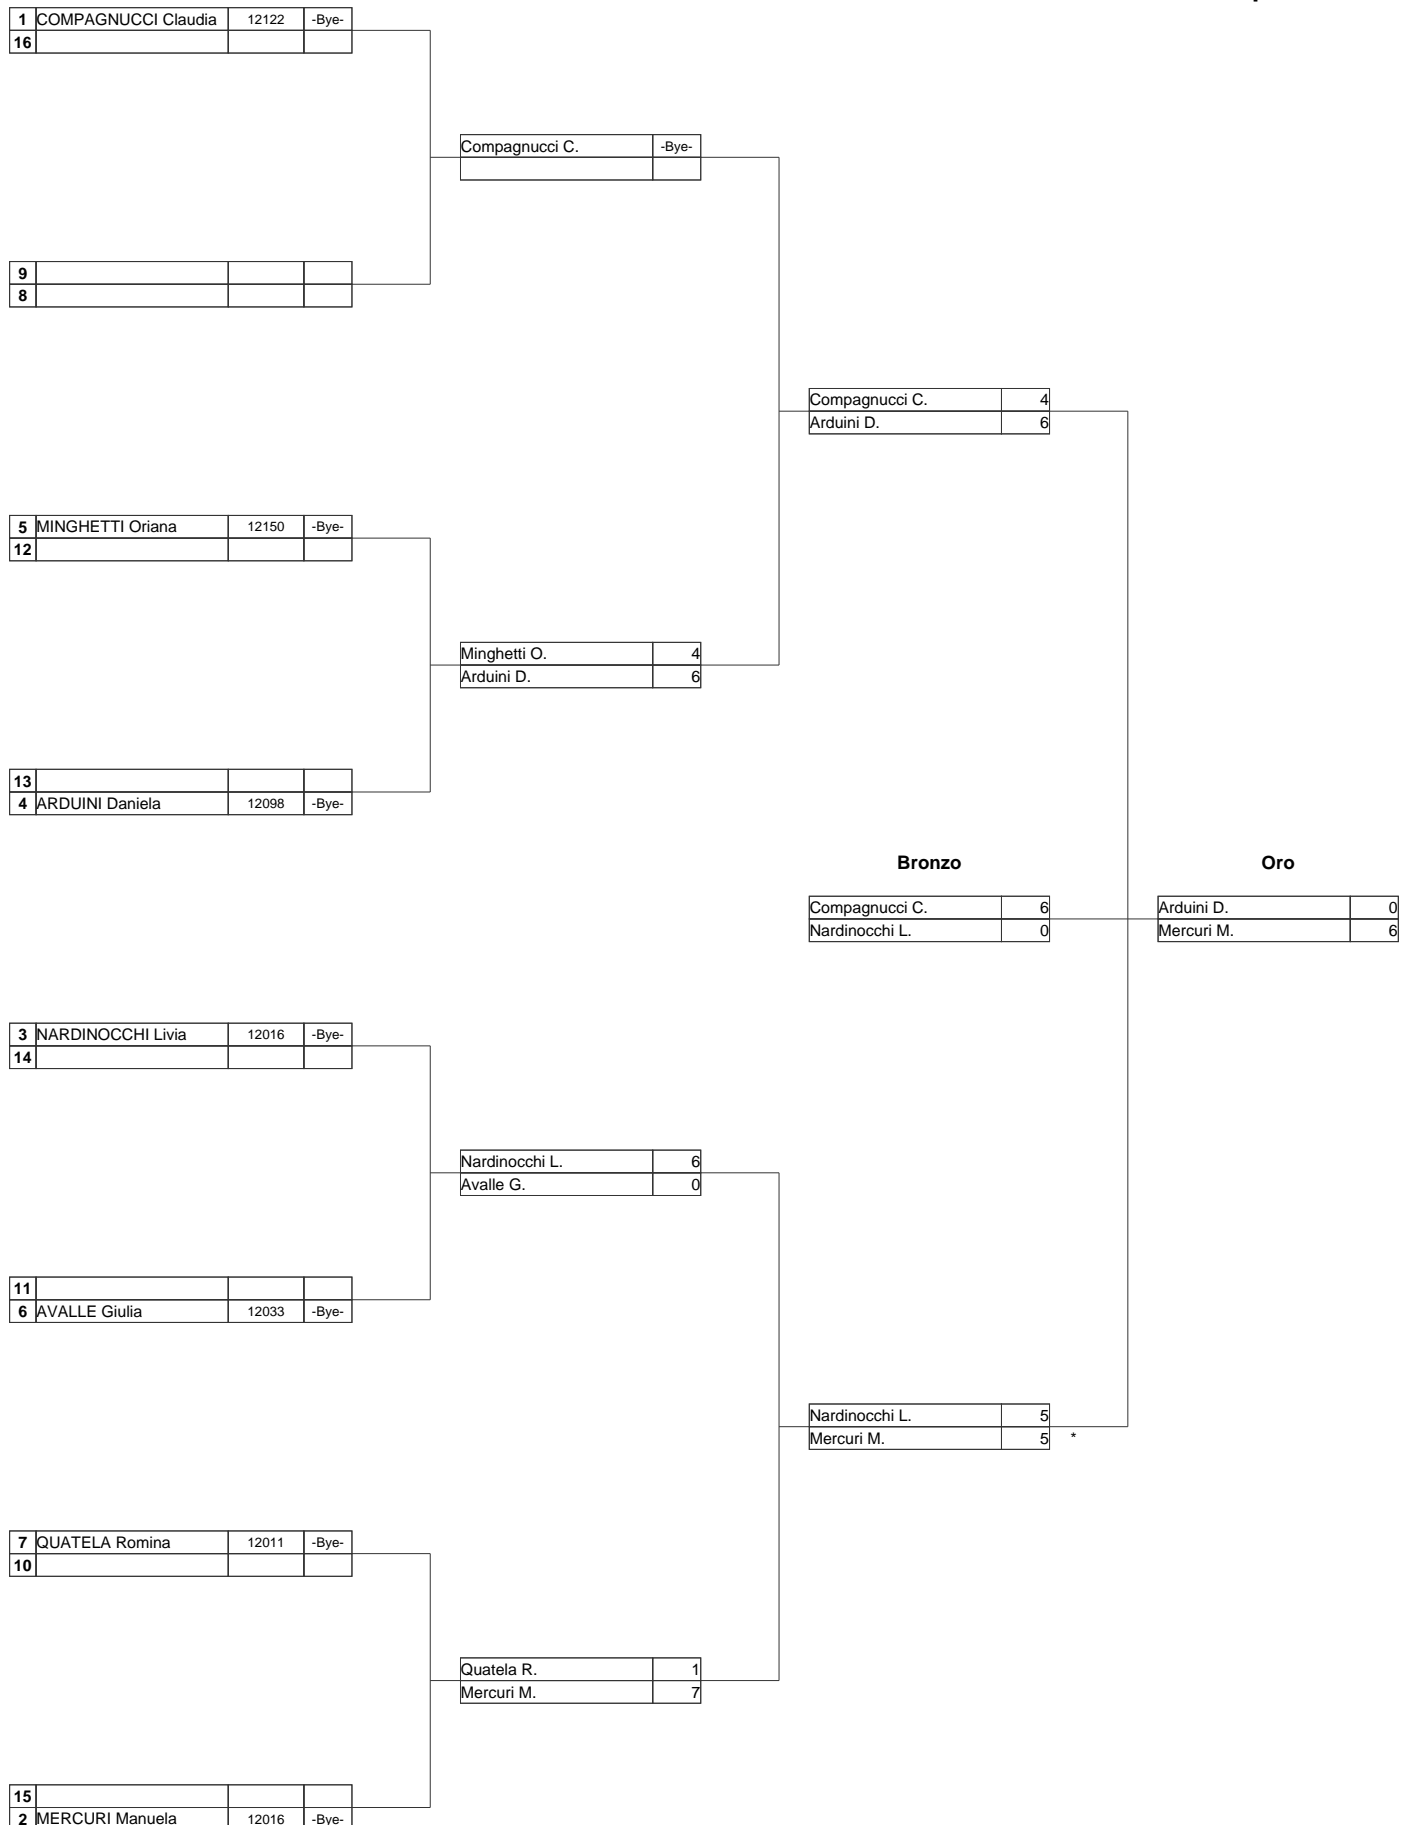 1 COMPAGNUCCI Claudia 12122 -Bye-
16
Compagnucci C. -Bye-
9
8
Compagnucci C. 4
Arduini D. 6
5 MINGHETTI Oriana 12150 -Bye-
12
Minghetti O. 4
Arduini D. 6
13
4 ARDUINI Daniela 12098 -Bye-
Bronzo Oro
Compagnucci C. 6 Arduini D. 0
Nardinocchi L. 0 Mercuri M. 6
3 NARDINOCCHI Livia 12016 -Bye-
14
Nardinocchi L. 6
Avalle G. 0
11
6 AVALLE Giulia 12033 -Bye-
Nardinocchi L. 5
Mercuri M. 5 *
7 QUATELA Romina 12011 -Bye-
10
Quatela R. 1
Mercuri M. 7
15
2 MERCURI Manuela 12016 -Bye-